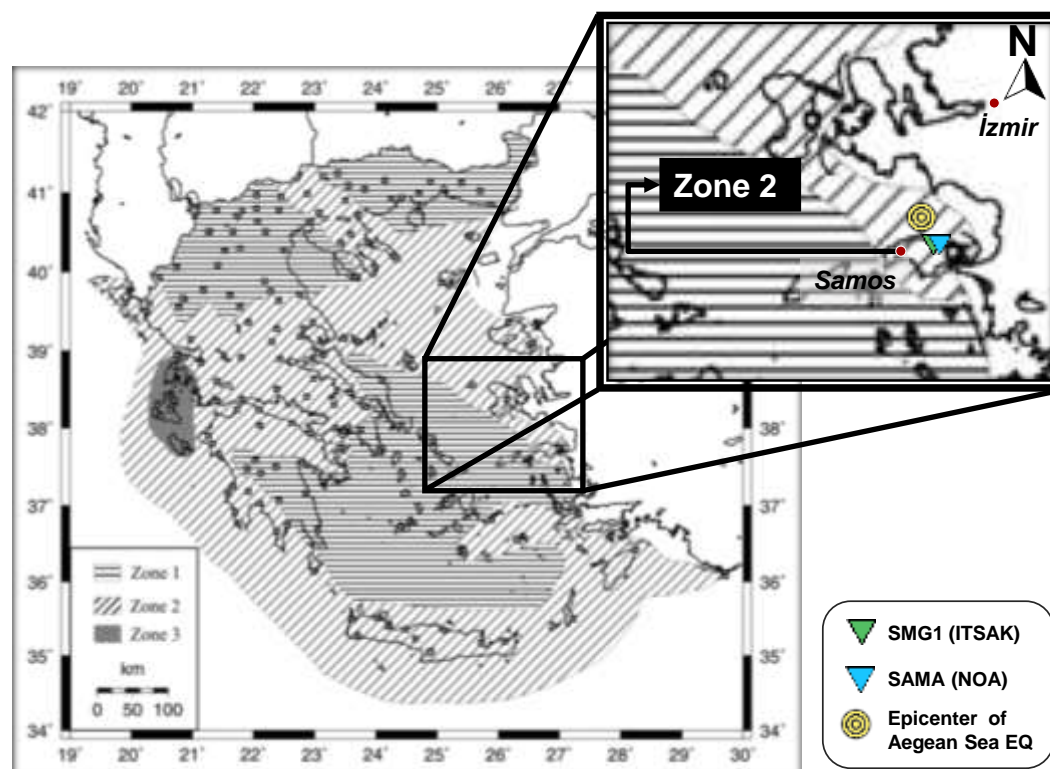 N
İzmir
Zone 2
Samos
19˚ 20˚ 21˚ 22˚ 23˚ 24˚ 25˚ 26˚ 27˚
42˚
41˚
40˚
39˚
38˚ 38˚
37˚ 37˚
36˚ 36˚
35˚ 35˚
34˚ 34˚
19˚ 20˚ 21˚ 22˚ 23˚ 24˚ 25˚ 26˚ 27˚ 28˚ 29˚ 30˚
Zone 1
Zone 2
Zone 3
km
0 50 100
SMG1 (ITSAK)
SAMA (NOA)
Epicenter of
Aegean Sea EQ